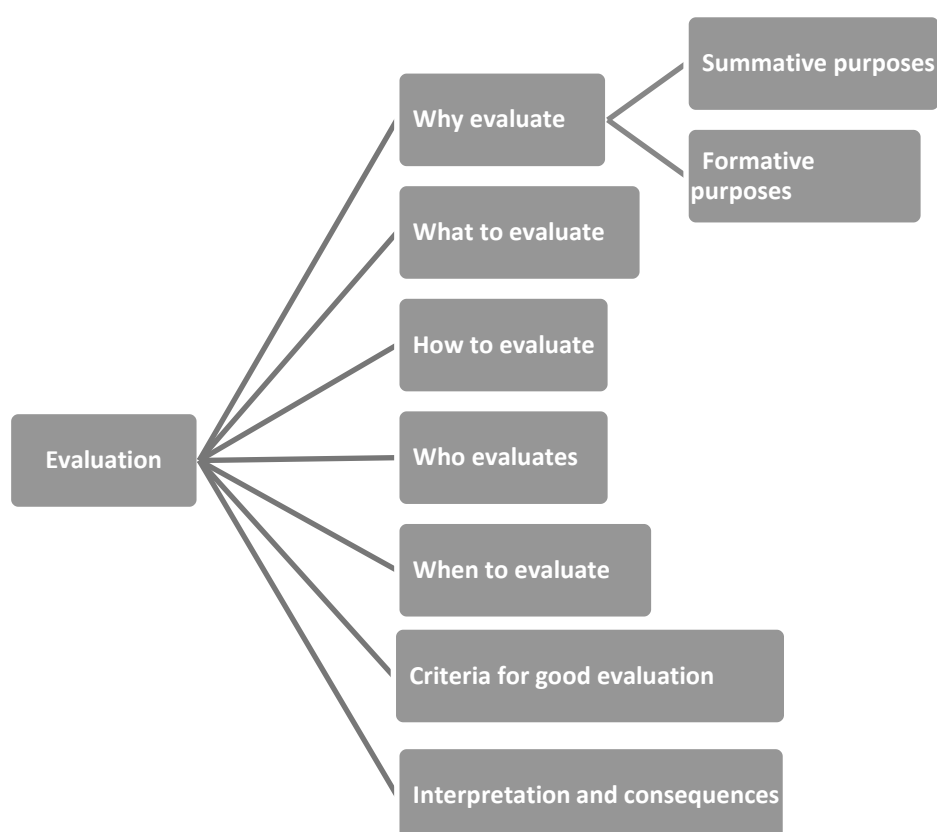 Summative purposes
Why evaluate
Formative
purposes
What to evaluate
How to evaluate
Evaluation
Who evaluates
When to evaluate
Criteria for good evaluation
Interpretation and consequences